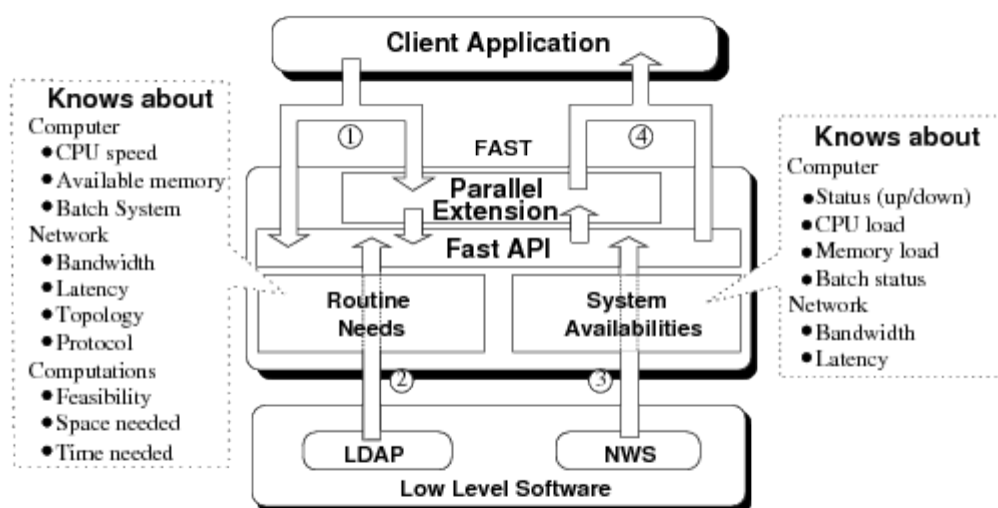 Client Application
Knows about
Computer
● CPU speed
● Available memory
● Batch System
Network
● Bandwidth
● Latency
● Topology
● Protocol
Computations
● Feasibility
● Space needed
● Time needed
1
4
FAST
Parallel
Extension
Fast API
Routine
Needs
System
Availabilities
2
3
LDAP
NWS
Low Level Software
Knows about
Computer
● Status (up/down)
● CPU load
● Memory load
● Batch status
Network
● Bandwidth
● Latency